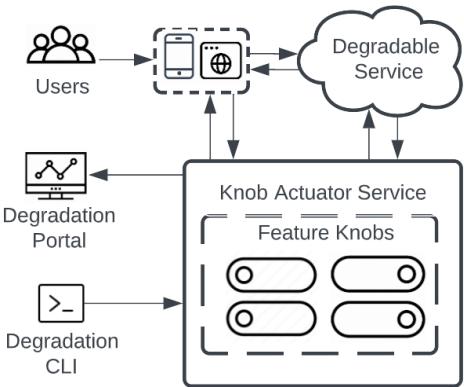 Users
Degradable
Service
Degradation
Portal
Knob Actuator Service
Feature Knobs
>_
Degradation
CLI